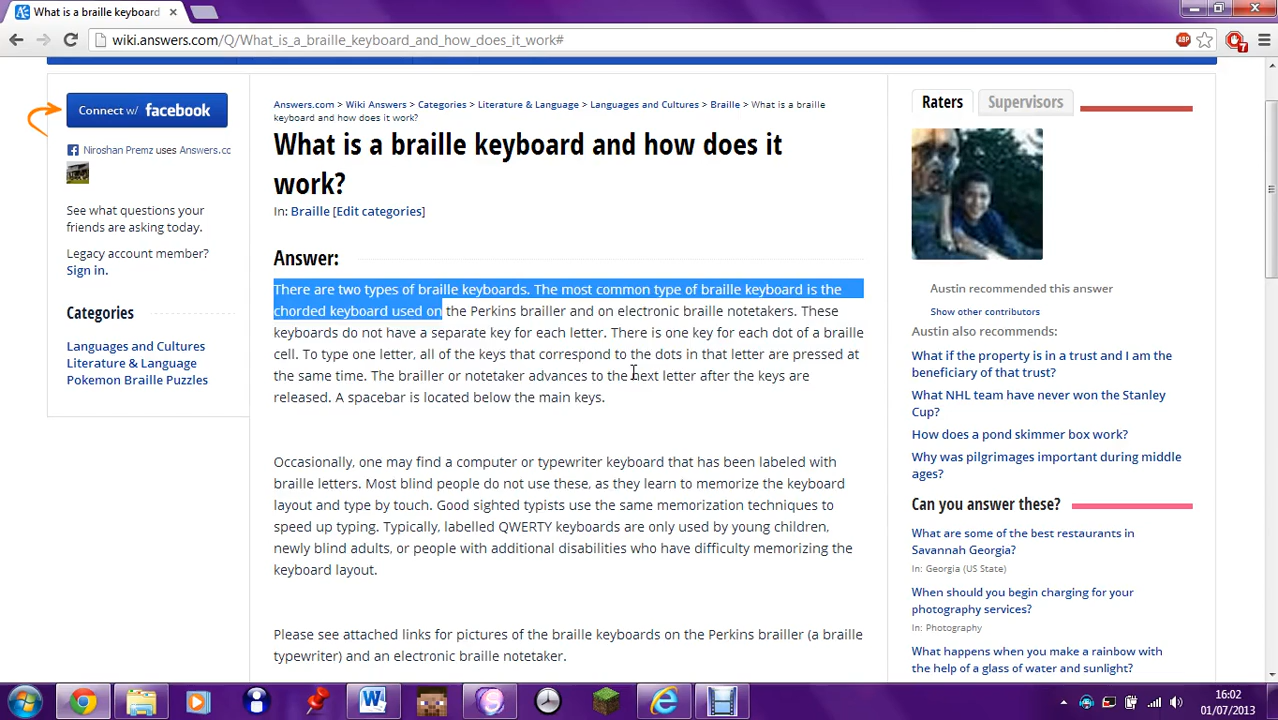 What is a braille keyboard
wiki.answers.com/Q/What_is_a_braille_keyboard_and_how_does_it_work#
7
Connect w/ facebook
Niroshan Premz uses Answers.cc
See what questions your
friends are asking today.
Legacy account member?
Sign in.
Categories
Languages and Cultures
Literature & Language
Pokemon Braille Puzzles
Answers.com > Wiki Answers > Categories > Literature & Language > Languages and Cultures > Braille > What is a braille
keyboard and how does it work?
What is a braille keyboard and how does it
work?
In: Braille [Edit categories]
Answer:
There are two types of braille keyboards. The most common type of braille keyboard is the
chorded keyboard used on the Perkins brailler and on electronic braille notetakers. These
keyboards do not have a separate key for each letter. There is one key for each dot of a braille
cell. To type one letter, all of the keys that correspond to the dots in that letter are pressed at
the same time. The brailler or notetaker advances to the next letter after the keys are
released. A spacebar is located below the main keys.
Occasionally, one may find a computer or typewriter keyboard that has been labeled with
braille letters. Most blind people do not use these, as they learn to memorize the keyboard
layout and type by touch. Good sighted typists use the same memorization techniques to
speed up typing. Typically, labelled QWERTY keyboards are only used by young children,
newly blind adults, or people with additional disabilities who have difficulty memorizing the
keyboard layout.
Please see attached links for pictures of the braille keyboards on the Perkins brailler (a braille
typewriter) and an electronic braille notetaker.
Raters Supervisors
Austin recommended this answer
Show other contributors
Austin also recommends:
What if the property is in a trust and I am the
beneficiary of that trust?
What NHL team have never won the Stanley
Cup?
How does a pond skimmer box work?
Why was pilgrimages important during middle
ages?
Can you answer these?
What are some of the best restaurants in
Savannah Georgia?
In: Georgia (US State)
When should you begin charging for your
photography services?
In: Photography
What happens when you make a rainbow with
the help of a glass of water and sunlight?
16:02
01/07/2013